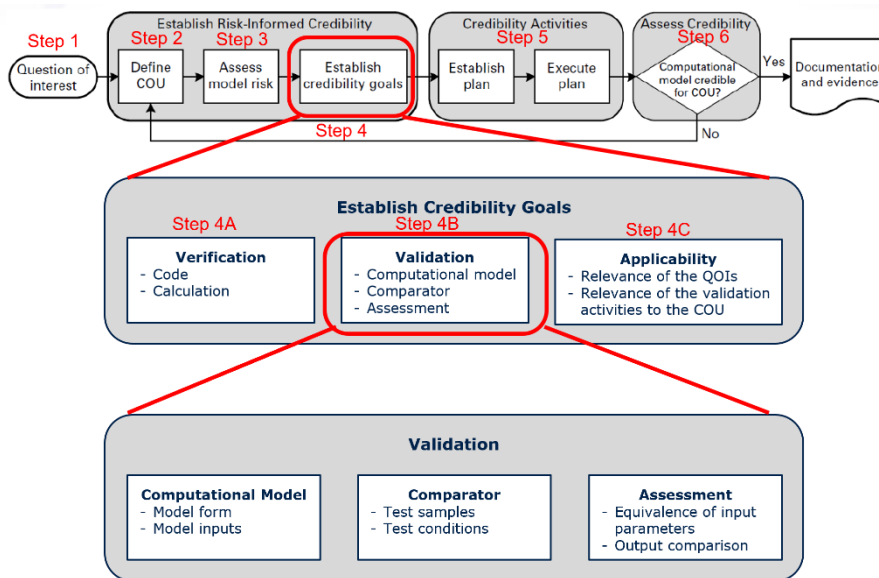 Establish Risk-Informed Credibility
Credibility Activities
Assess Credibility
Step 1
Step 2
Step 3
Step 5
Step 6
Question of
interest
Define
COU
Assess
model risk
Establish
credibility goals
Establish
plan
Execute
plan
Computational
model credible
for COU?
Yes
Documentation
and evidence
No
Step 4
Establish Credibility Goals
Step 4A
Step 4B
Step 4C
Verification
- Code
- Calculation
Validation
- Computational model
- Comparator
- Assessment
Applicability
- Relevance of the QOIs
- Relevance of the validation
activities to the COU
Validation
Computational Model
- Model form
- Model inputs
Comparator
- Test samples
- Test conditions
Assessment
- Equivalence of input
parameters
- Output comparison